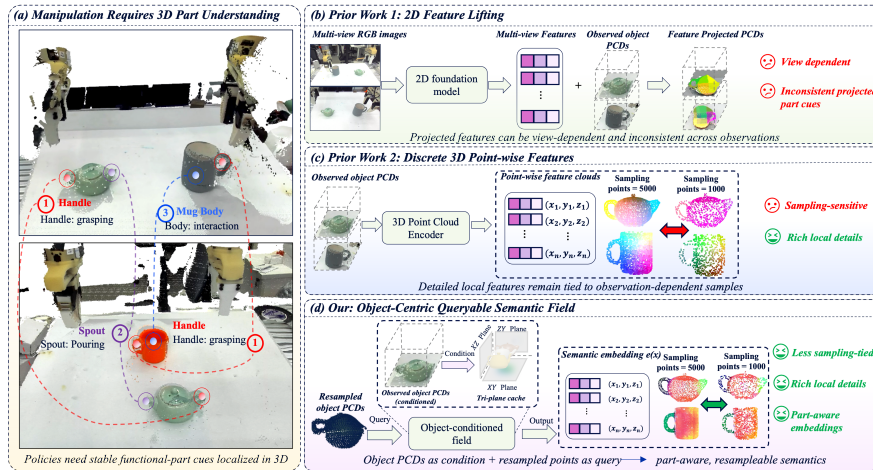 (a) Manipulation Requires 3D Part Understanding
1
Handle
Handle: grasping
3
Mug Body
Body: interaction
Spout
2
Spout: Pouring
Handle
Handle: grasping
1
Policies need stable functional-part cues localized in 3D
(b) Prior Work 1: 2D Feature Lifting
Multi-view RGB images
2D foundation
model
Multi-view Features
⋮
+
Observed object
PCDs
Feature Projected PCDs
View dependent
Inconsistent projected
part cues
Projected features can be view-dependent and inconsistent across observations
(c) Prior Work 2: Discrete 3D Point-wise Features
Observed object PCDs
3D Point Cloud
Encoder
Point-wise feature clouds
(x₁, y₁, z₁)
(x₂, y₂, z₂)
⋮ ⋮
(xₙ, yₙ, zₙ)
Sampling
points = 5000
Sampling
points = 1000
Sampling-sensitive
Rich local details
Detailed local features remain tied to observation-dependent samples
(d) Our: Object-Centric Queryable Semantic Field
Observed object PCDs
(conditioned)
Condition
XZ Plane
ZY Plane
XY Plane
Tri-plane cache
Resampled
object PCDs
Query
Object-conditioned
field
Output
Semantic embedding e(x)
(x₁, y₁, z₁)
(x₂, y₂, z₂)
⋮ ⋮
(xₙ, yₙ, zₙ)
Sampling
points = 5000
Sampling
points = 1000
Less sampling-tied
Rich local details
Part-aware
embeddings
Object PCDs as condition + resampled points as query → part-aware, resampleable semantics